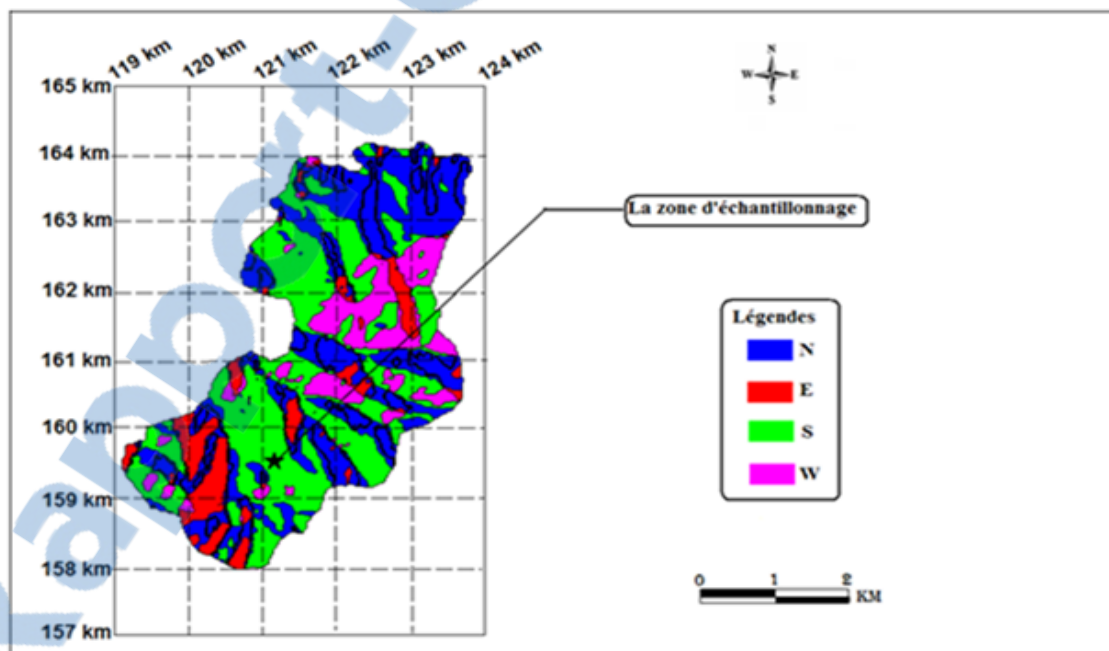 119 km 120 km 121 km 122 km 123 km 124 km
165 km
164 km
163 km
162 km
161 km
160 km
159 km
158 km
157 km
N
W E
S
La zone d'échantillonnage
Légendes
N
E
S
W
0 1 2
KM
Rapport-